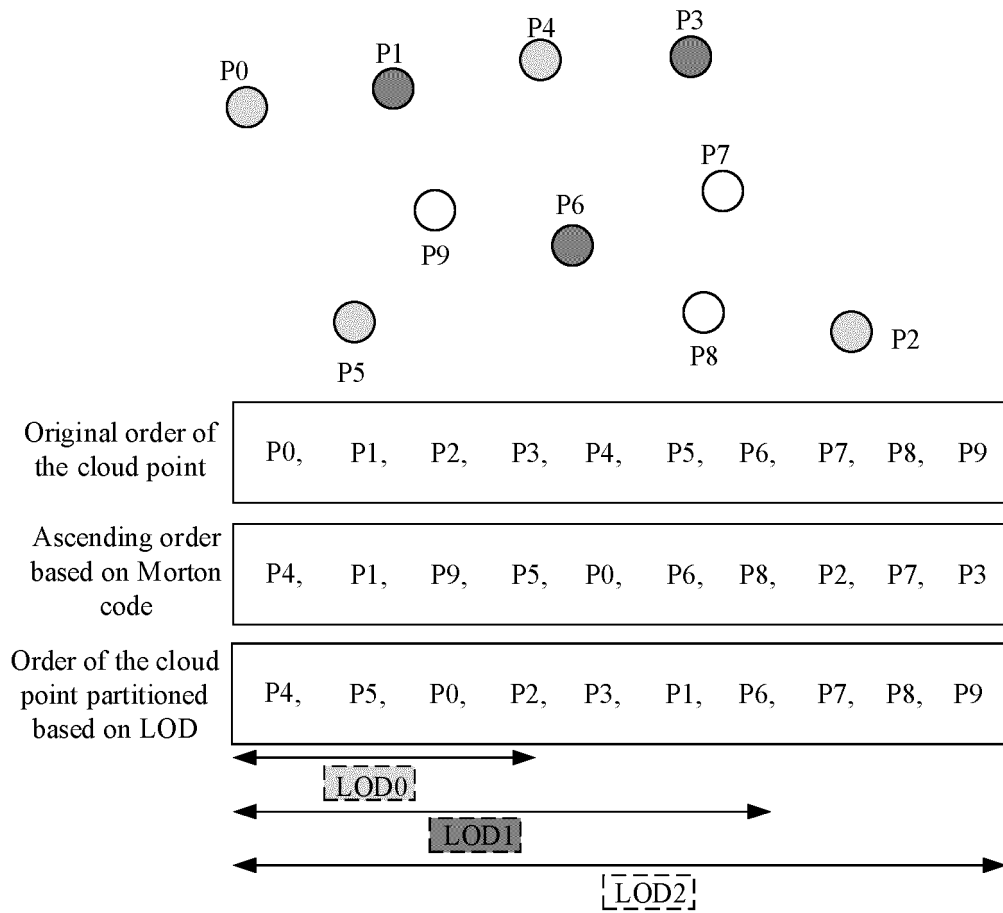 P4
P3
P1
P0
P7
P6
P9
P8
P2
P5
Original order of
the cloud point
P0, P1, P2, P3, P4, P5, P6, P7, P8, P9
Ascending order
based on Morton
code
P4, P1, P9, P5, P0, P6, P8, P2, P7, P3
Order of the cloud
point partitioned
based on LOD
P4, P5, P0, P2, P3, P1, P6, P7, P8, P9
LOD0
LOD1
LOD2